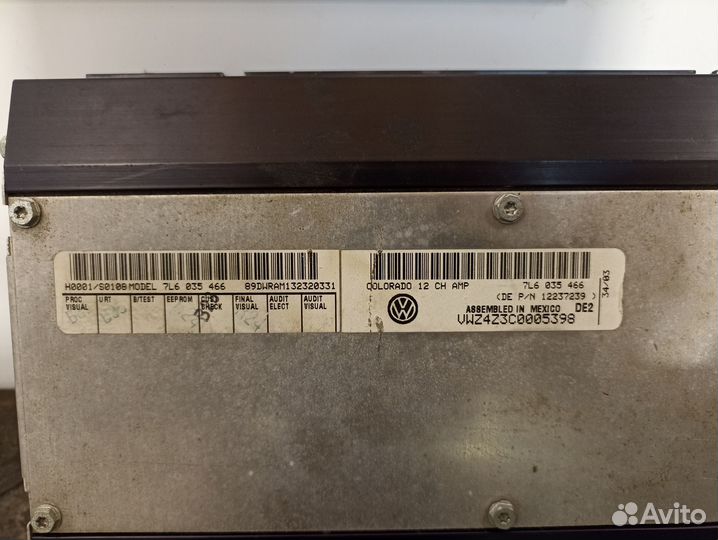 H0001/S0108 MODEL 7L6 035 466 89DWRAM132320331
PROC VISUAL URT B/TEST EEPROM CUST CHECK FINAL VISUAL AUDIT ELECT AUDIT VISUAL
COLORADO 12 CH AMP 7L6 035 466
(DE P/N 12237239)
ASSEMBLED IN MEXICO DE2
VWZ4Z3C0005398
34/03
Avito